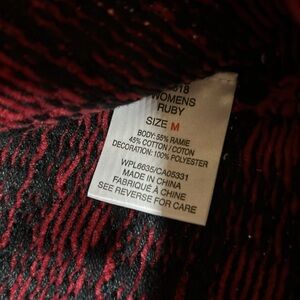 WOMENS
RUBY
SIZE M
BODY: 55% RAMIE
45% COTTON / COTON
DECORATION: 100% POLYESTER
WPL6635/CA05331
MADE IN CHINA
FABRIQUÉ À CHINE
SEE REVERSE FOR CARE